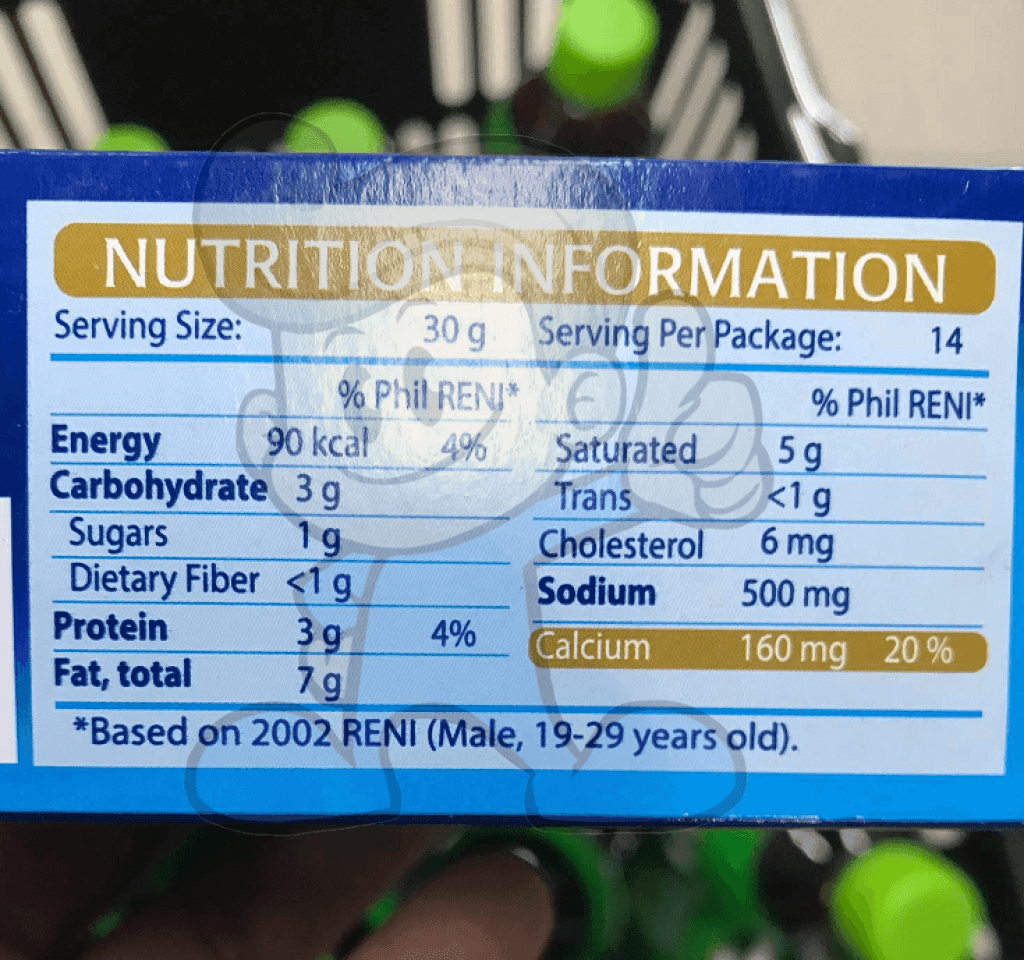 NUTRITION INFORMATION
Serving Size: 30 g Serving Per Package: 14
% Phil RENI*
Energy 90 kcal 4%
Carbohydrate 3 g
Sugars 1 g
Dietary Fiber <1 g
Protein 3 g 4%
Fat, total 7 g
% Phil RENI*
Saturated 5 g
Trans <1 g
Cholesterol 6 mg
Sodium 500 mg
Calcium 160 mg 20 %
*Based on 2002 RENI (Male, 19-29 years old).